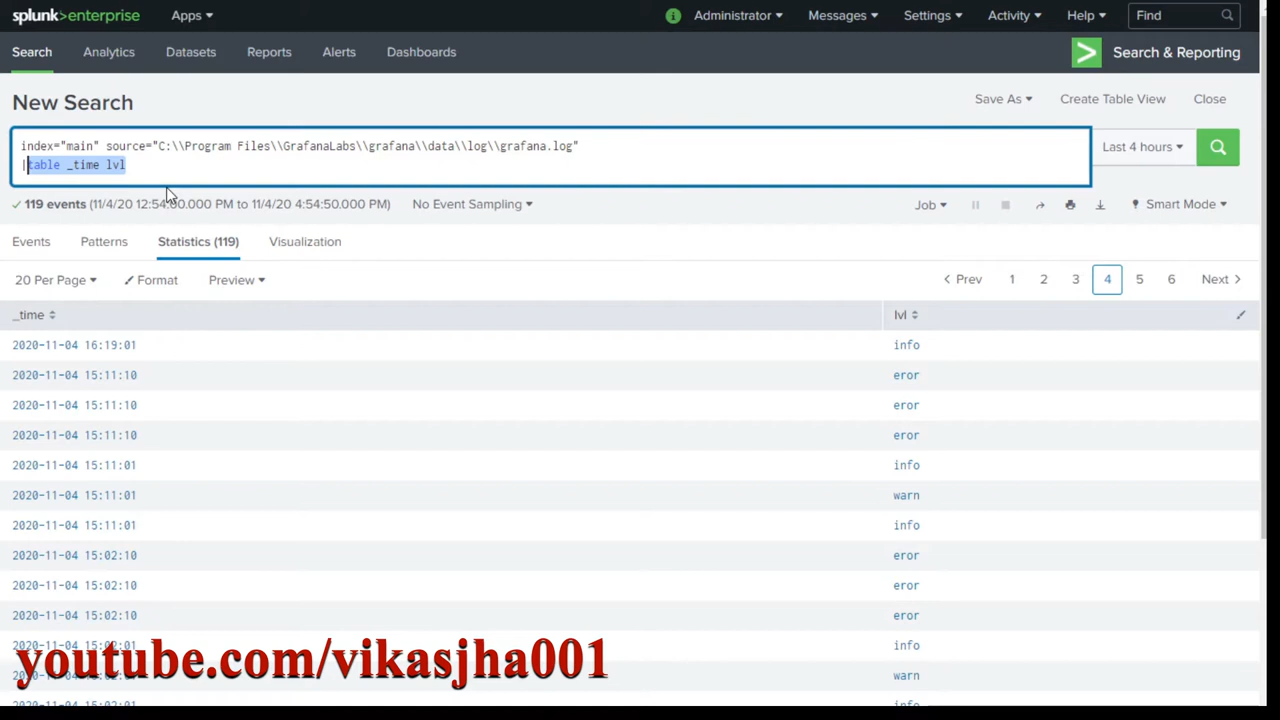 splunk>enterprise Apps Administrator Messages Settings Activity Help Find
Search Analytics Datasets Reports Alerts Dashboards Search & Reporting
New Search Save As Create Table View Close
index="main" source="C:\\Program Files\\GrafanaLabs\\grafana\\data\\log\\grafana.log" Last 4 hours
|table _time lvl
119 events (11/4/20 12:54:00.000 PM to 11/4/20 4:54:50.000 PM) No Event Sampling Job Smart Mode
Events Patterns Statistics (119) Visualization
20 Per Page Format Preview < Prev 1 2 3 4 5 6 Next >
_time lvl
2020-11-04 16:19:01 info
2020-11-04 15:11:10 eror
2020-11-04 15:11:10 eror
2020-11-04 15:11:10 eror
2020-11-04 15:11:01 info
2020-11-04 15:11:01 warn
2020-11-04 15:11:01 info
2020-11-04 15:02:10 eror
2020-11-04 15:02:10 eror
2020-11-04 15:02:10 eror
info
youtube.com/vikasjha001
warn
info